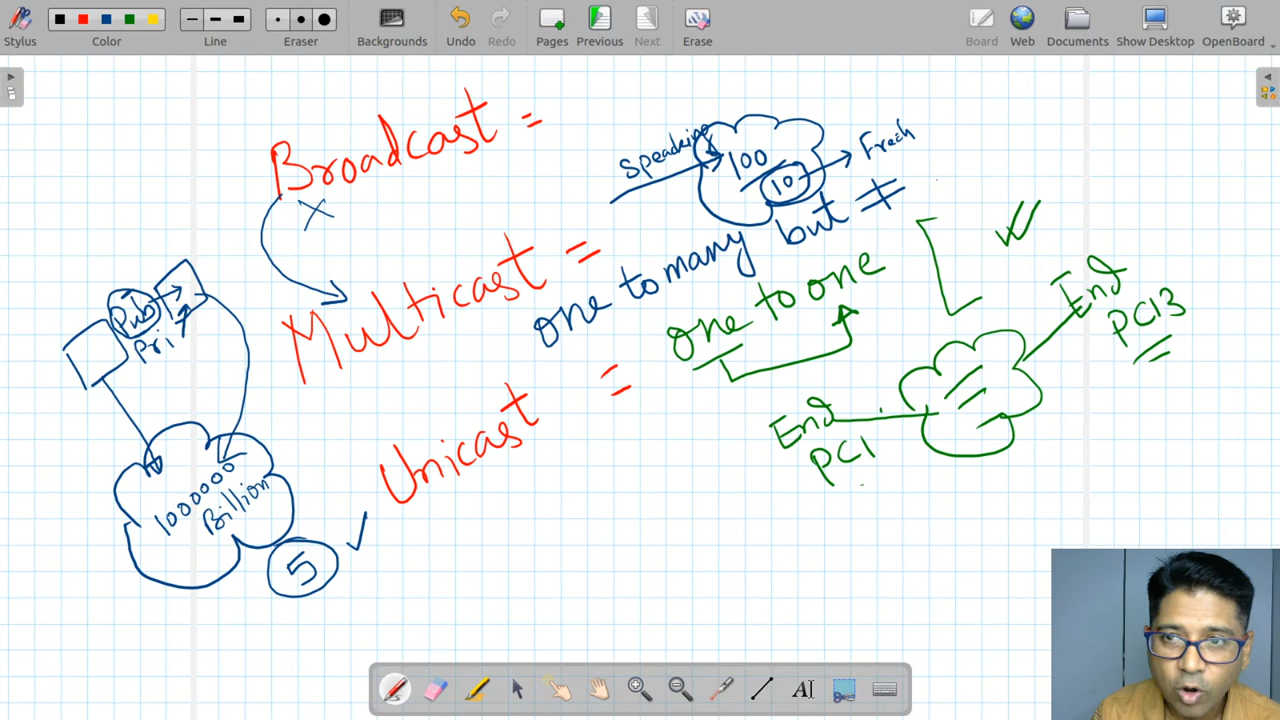 Stylus
Color
Line
Eraser
Backgrounds
Undo
Redo
Pages
Previous
Next
Erase
Board
Web
Documents
Show Desktop
OpenBoard
Broadcast =
Speaking
100
10
Fresh
Multicast =
one to many but ≠
one to one
Unicast =
End
PC13
End
PC1
Pub
Pri
1000000
Billion
5